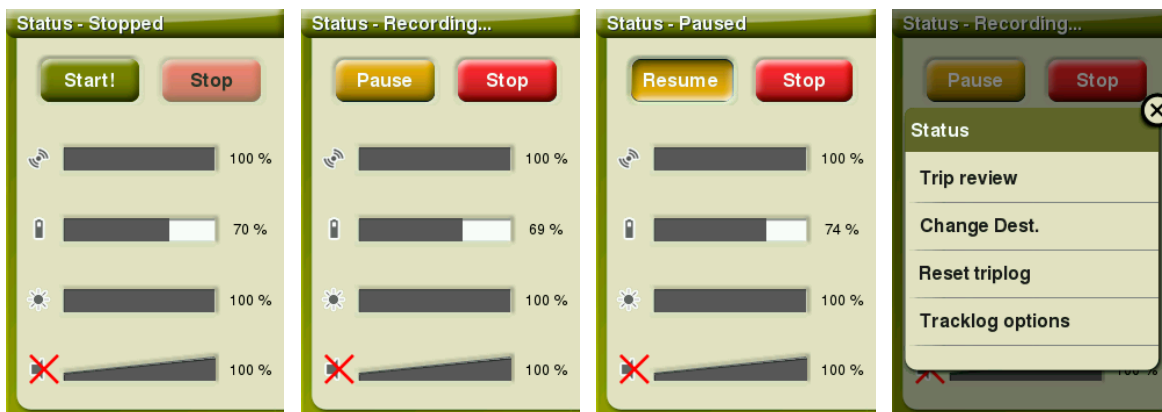 Status - Stopped
Start! Stop
100 %
70 %
100 %
100 %
Status - Recording...
Pause Stop
100 %
69 %
100 %
100 %
Status - Paused
Resume Stop
100 %
74 %
100 %
100 %
Status - Recording...
Pause Stop
Status
Trip review
Change Dest.
Reset triplog
Tracklog options
100 %